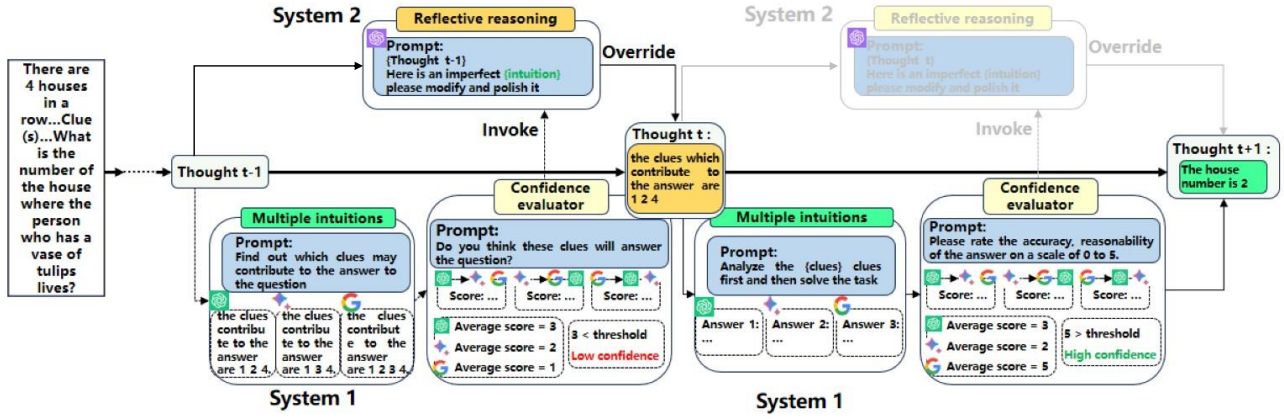 There are
4 houses
in a
row...Clue
(s)...What
is the
number of
the house
where the
person
who has a
vase of
tulips
lives?
Thought t-1
System 2
Reflective reasoning
Prompt:
{Thought t-1}
Here is an imperfect {intuition}
please modify and polish it
Override
Invoke
Multiple intuitions
Prompt:
Find out which clues may
contribute to the answer to
the question
the clues
contribu
te to the
answer
are 1 2 4.
the clues
contribu
te to the
answer
are 1 3 4.
the clues
contribut
e to the
answer
are 1 2 3 4.
System 1
Confidence
evaluator
Prompt:
Do you think these clues will answer
the question?
Score: ...
Score: ...
Score: ...
Average score = 3
Average score = 2
Average score = 1
3 < threshold
Low confidence
Thought t :
the clues which
contribute to
the answer are
1 2 4
System 2
Reflective reasoning
Prompt:
{Thought t}
Here is an imperfect {intuition}
please modify and polish it
Override
Invoke
Multiple intuitions
Prompt:
Analyze the {clues} clues
first and then solve the task
Answer 1:
...
Answer 2:
...
Answer 3:
...
System 1
Confidence
evaluator
Prompt:
Please rate the accuracy, reasonability
of the answer on a scale of 0 to 5.
Score: ...
Score: ...
Score: ...
Average score = 3
Average score = 2
Average score = 5
5 > threshold
High confidence
Thought t+1 :
The house
number is 2